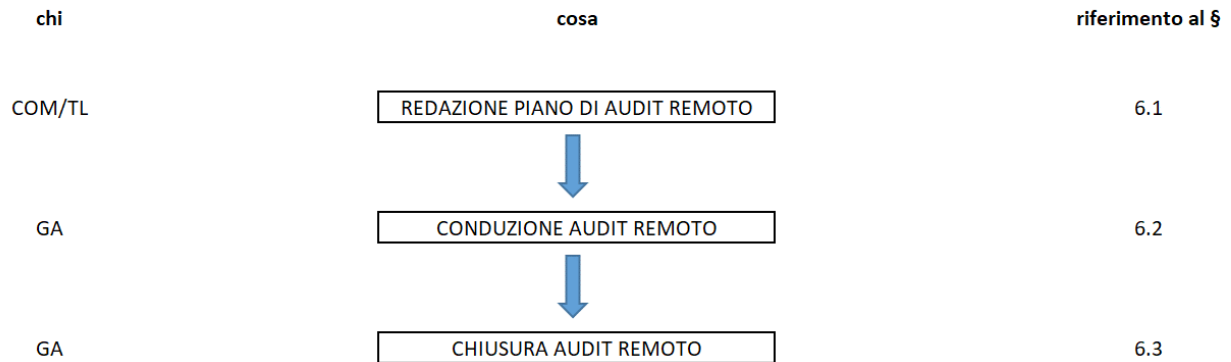 chi cosa riferimento al §
COM/TL REDAZIONE PIANO DI AUDIT REMOTO 6.1
GA CONDUZIONE AUDIT REMOTO 6.2
GA CHIUSURA AUDIT REMOTO 6.3